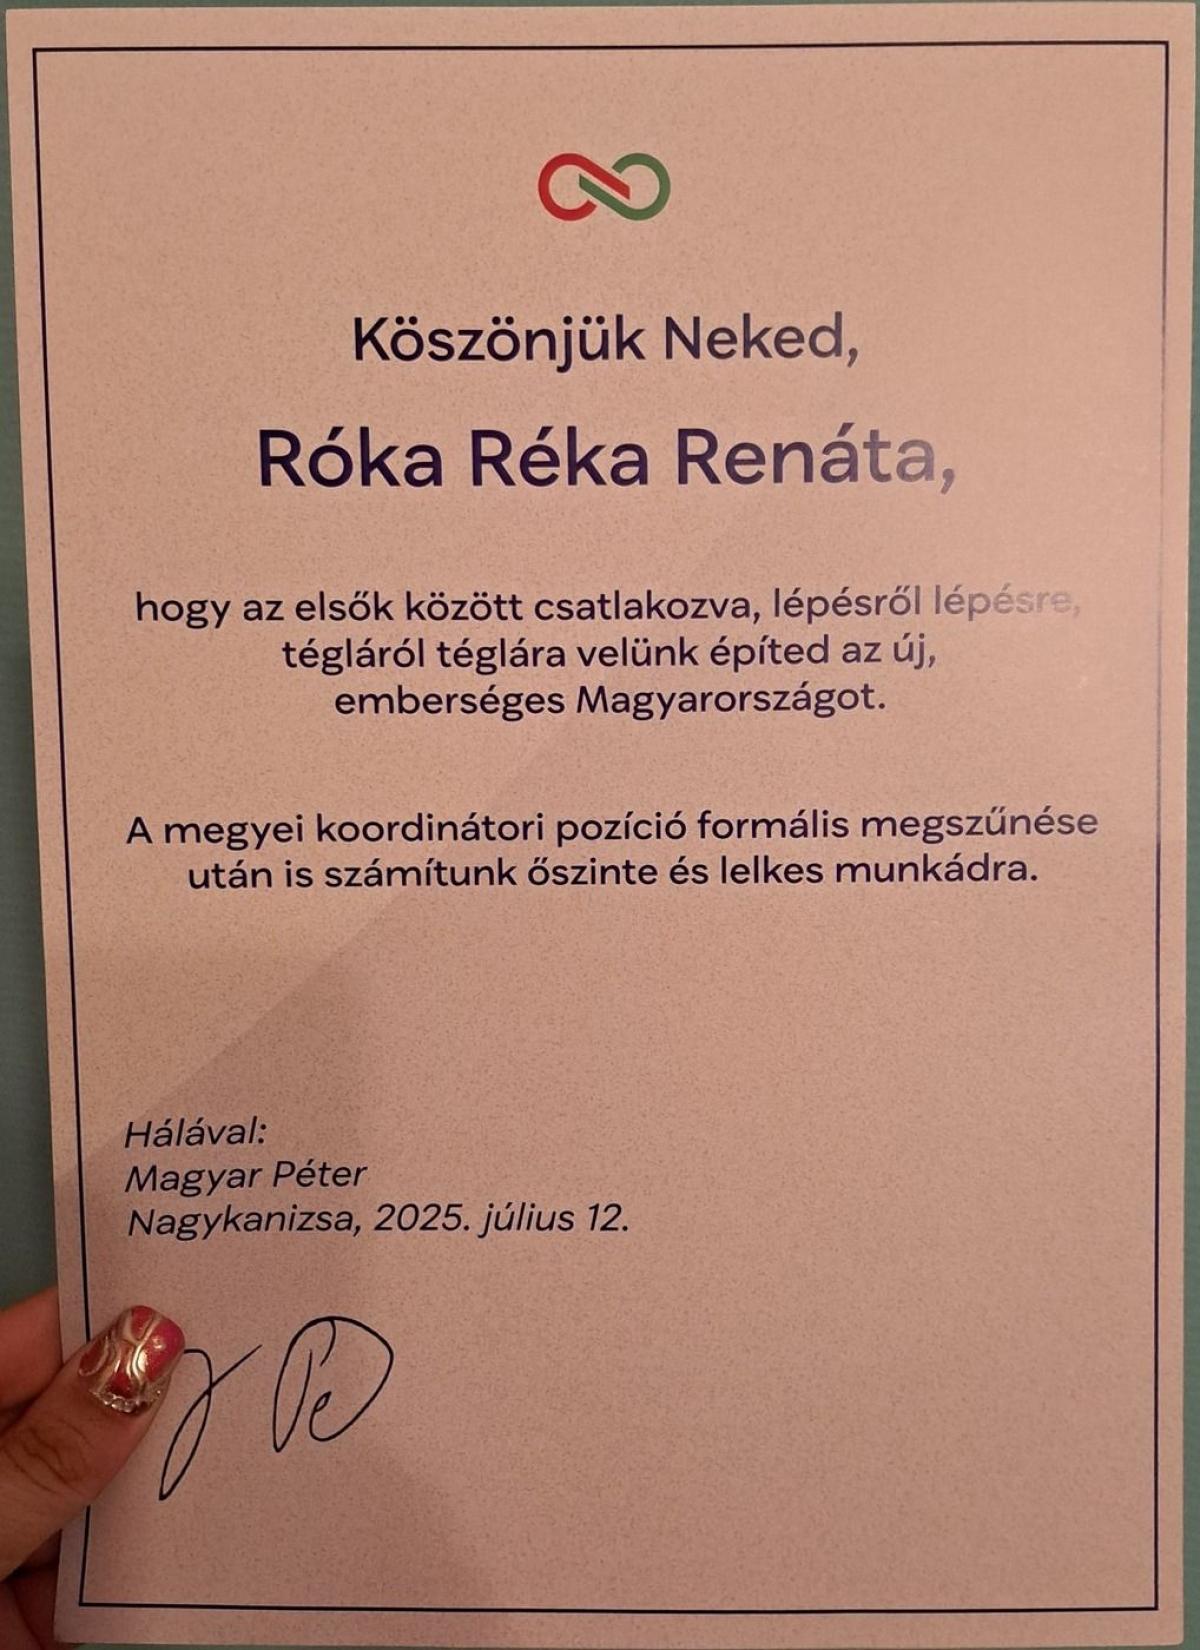 Köszönjük Neked,
Róka Réka Renáta,
hogy az elsők között csatlakozva, lépésről lépésre,
tégláról téglára velünk építed az új,
emberséges Magyarországot.
A megyei koordinátori pozíció formális megszűnése
után is számítunk őszinte és lelkes munkádra.
Hálával:
Magyar Péter
Nagykanizsa, 2025. július 12.